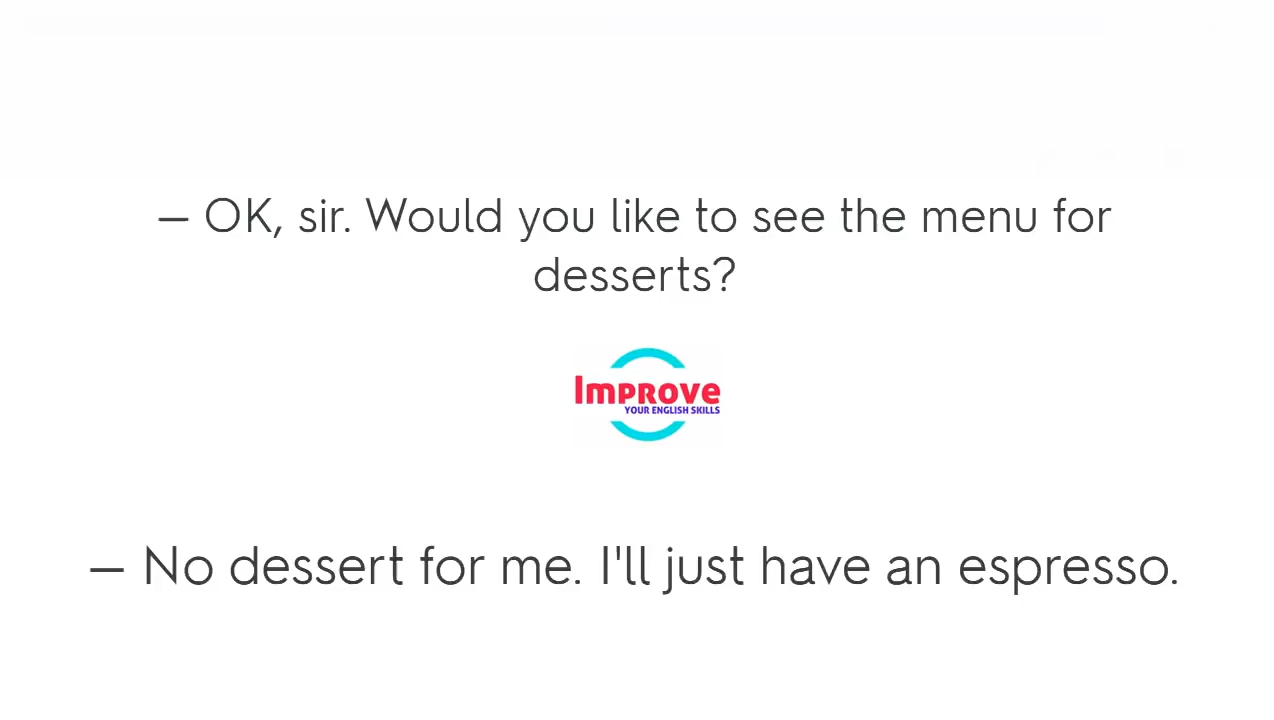 — OK, sir. Would you like to see the menu for
desserts?
Improve
YOUR ENGLISH SKILLS
— No dessert for me. I'll just have an espresso.